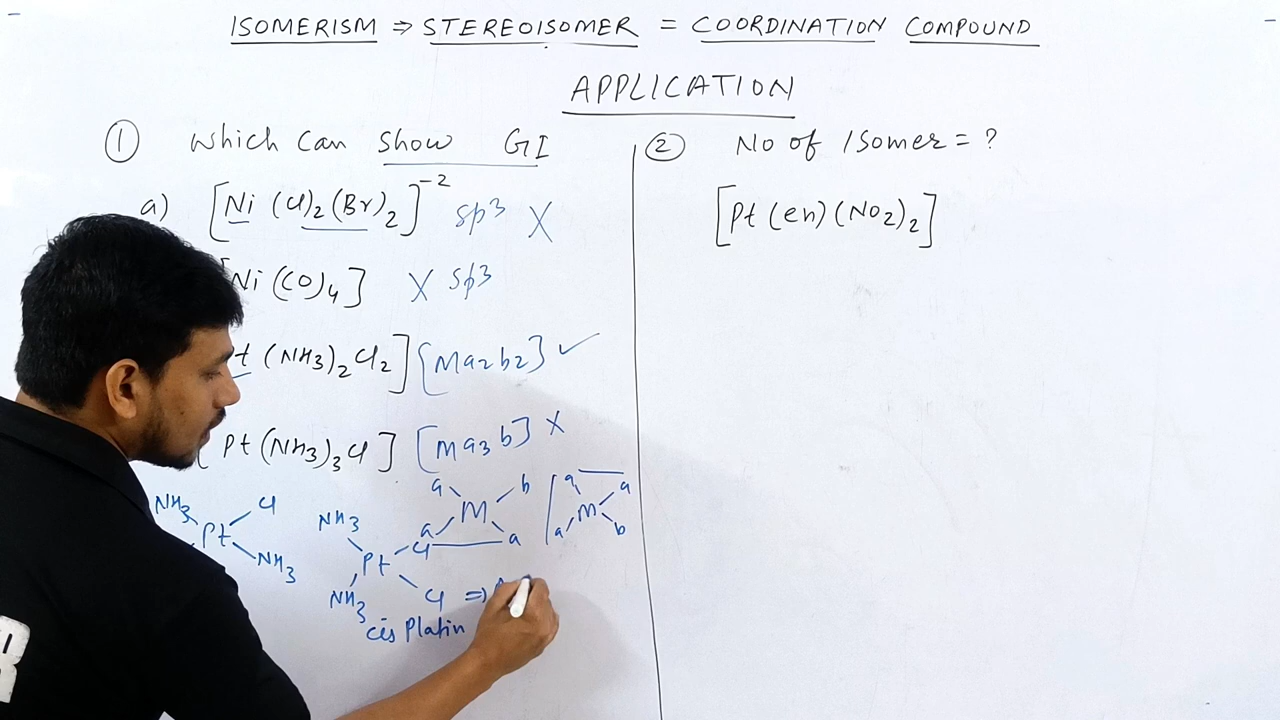 ISOMERISM ⇒ STEREOISOMER = COORDINATION COMPOUND
APPLICATION
① Which Can Show GI
a) [Ni (Cl)2 (Br)2]-2 sp3 X
[Ni (CO)4] X sp3
t (NH3)2 Cl2] [Ma2b2] ✓
[Pt (NH3)3 Cl] [Ma3b] X
a b a M a
a a b
NH3 Cl Pt NH3
NH3 Cl Pt NH3 Cl ⇒
cis Platin
② No of Isomer = ?
[Pt (en) (NO2)2]